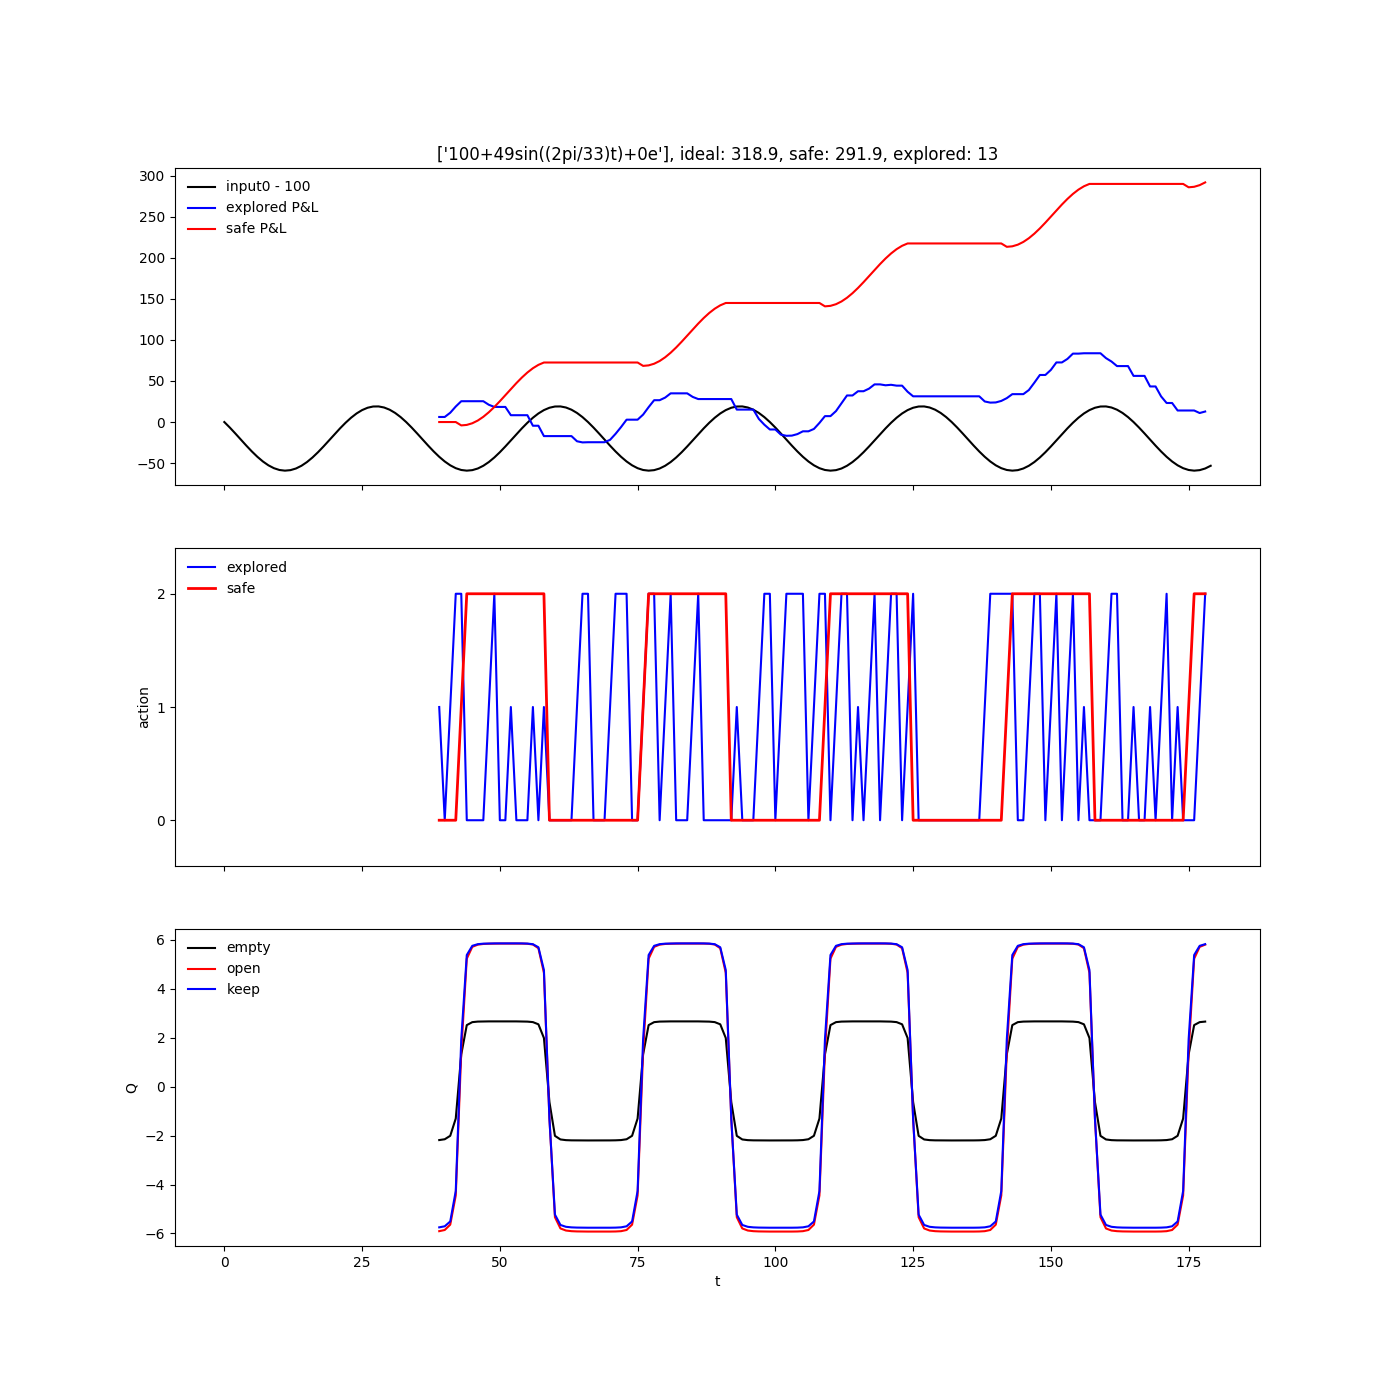 ['100+49sin((2pi/33)t)+0e'], ideal: 318.9, safe: 291.9, explored: 13
300
250
200
150
100
50
0
−50
input0 - 100
explored P&L
safe P&L
action
2
1
0
explored
safe
Q
6
4
2
0
−2
−4
−6
empty
open
keep
0 25 50 75 100 125 150 175
t